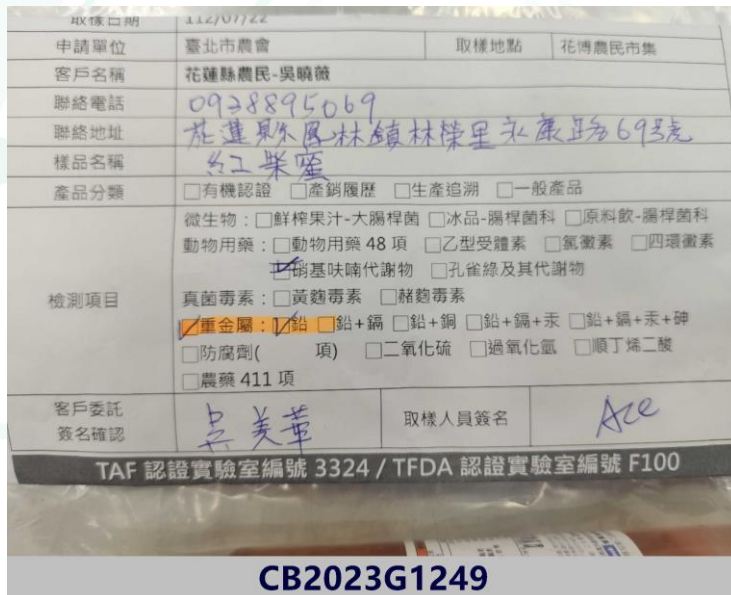 取樣日期 112/07/22
申請單位 臺北市農會 取樣地點 花博農民市集
客戶名稱 花蓮縣農民-吳曉薇
聯絡電話 0928895069
聯絡地址 花蓮縣鳳林鎮林榮里永康路69號
樣品名稱 紅柴蜜
產品分類 □有機認證 □產銷履歷 □生產追溯 □一般產品
檢測項目 微生物：□鮮榨果汁-大腸桿菌 □冰品-腸桿菌科 □原料飲-腸桿菌科
動物用藥：□動物用藥 48 項 □乙型受體素 □氯黴素 □四環黴素
☑硝基呋喃代謝物 □孔雀綠及其代謝物
真菌毒素：□黃麴毒素 □赭麴毒素
☑重金屬：☑鉛 □鉛+鎘 □鉛+銅 □鉛+鎘+汞 □鉛+鎘+汞+砷
□防腐劑( 項) □二氧化硫 □過氧化氫 □順丁烯二酸
□農藥 411 項
客戶委託簽名確認 吳美華 取樣人員簽名 Ace
TAF 認證實驗室編號 3324 / TFDA 認證實驗室編號 F100
CB2023G1249